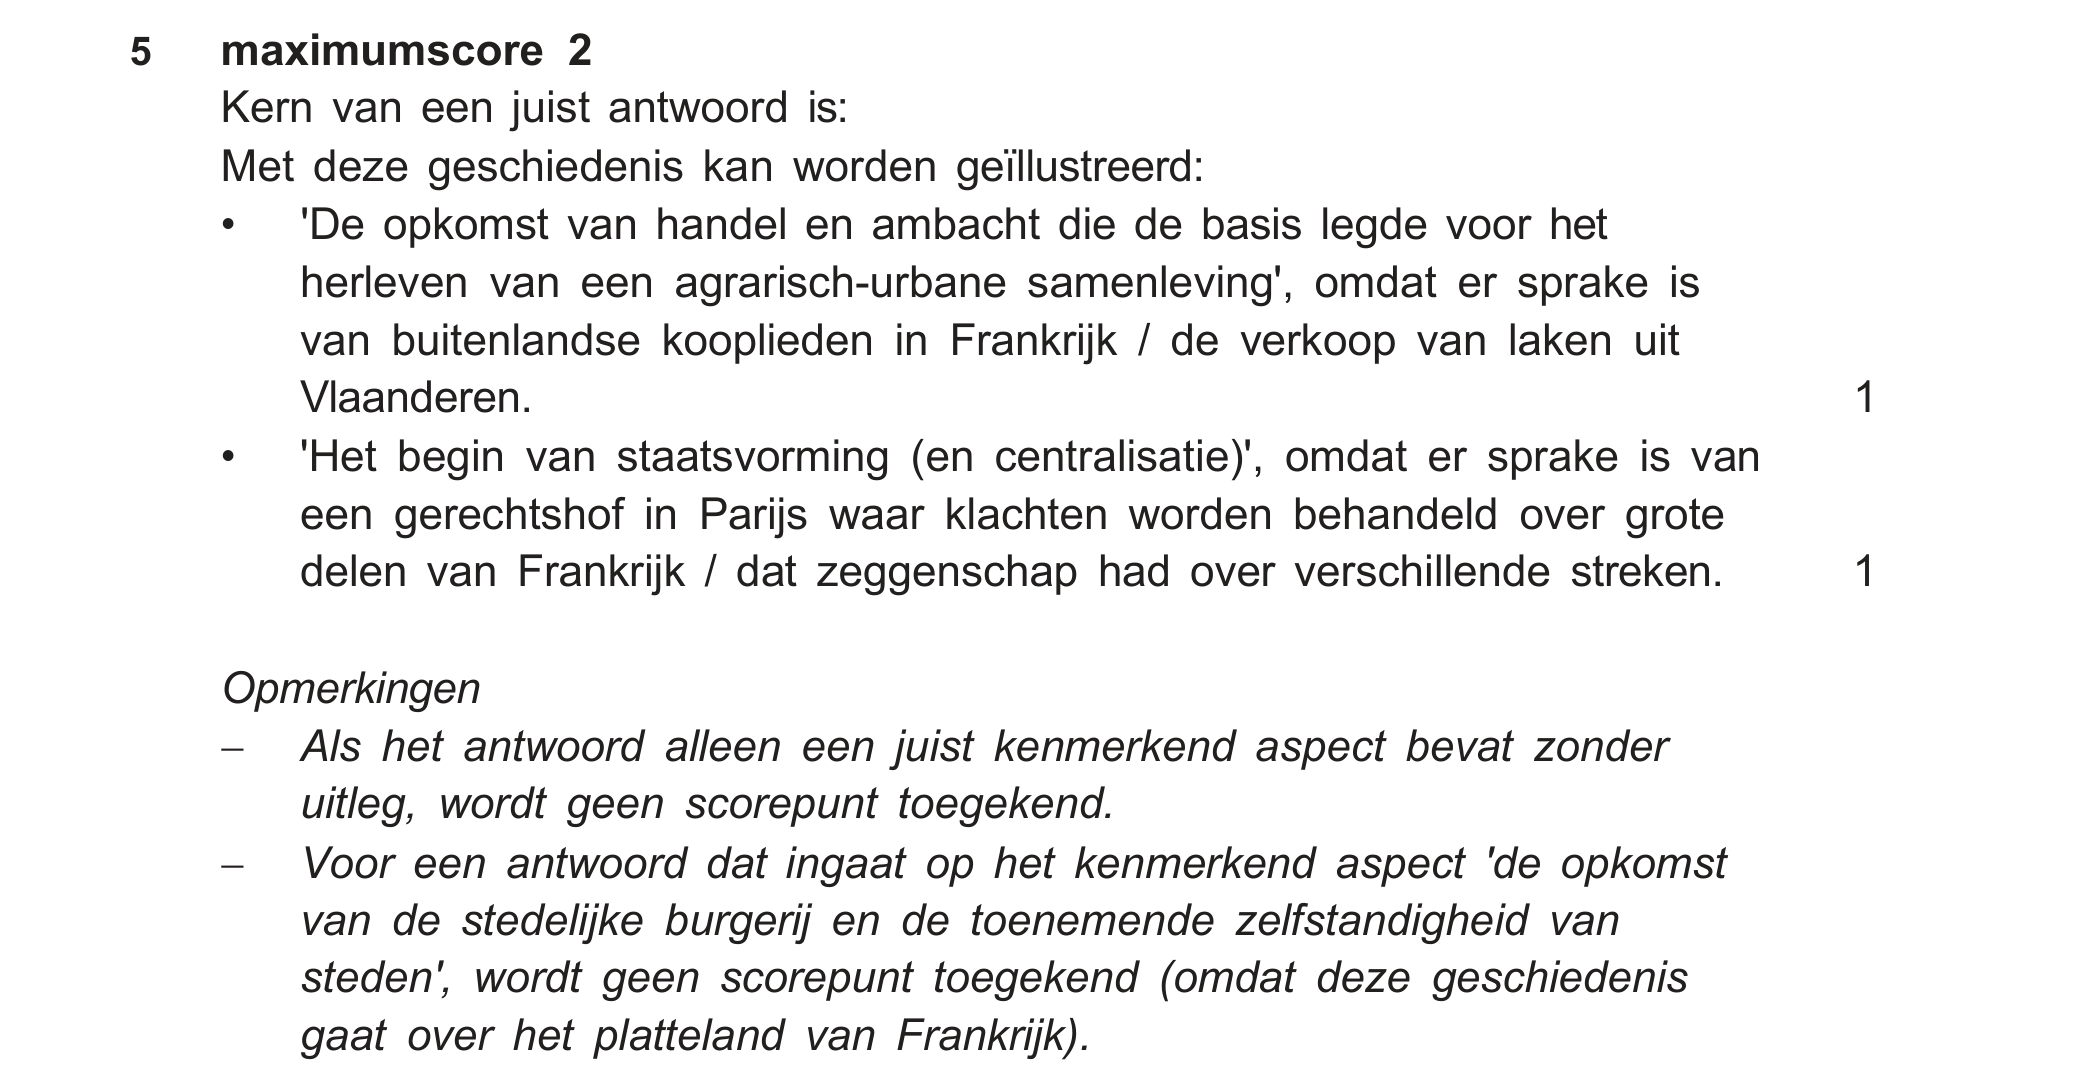 5 maximumscore 2
Kern van een juist antwoord is:
Met deze geschiedenis kan worden geïllustreerd:
• 'De opkomst van handel en ambacht die de basis legde voor het
herleven van een agrarisch-urbane samenleving', omdat er sprake is
van buitenlandse kooplieden in Frankrijk / de verkoop van laken uit
Vlaanderen. 1
• 'Het begin van staatsvorming (en centralisatie)', omdat er sprake is van
een gerechtshof in Parijs waar klachten worden behandeld over grote
delen van Frankrijk / dat zeggenschap had over verschillende streken. 1
Opmerkingen
− Als het antwoord alleen een juist kenmerkend aspect bevat zonder
uitleg, wordt geen scorepunt toegekend.
− Voor een antwoord dat ingaat op het kenmerkend aspect 'de opkomst
van de stedelijke burgerij en de toenemende zelfstandigheid van
steden', wordt geen scorepunt toegekend (omdat deze geschiedenis
gaat over het platteland van Frankrijk).